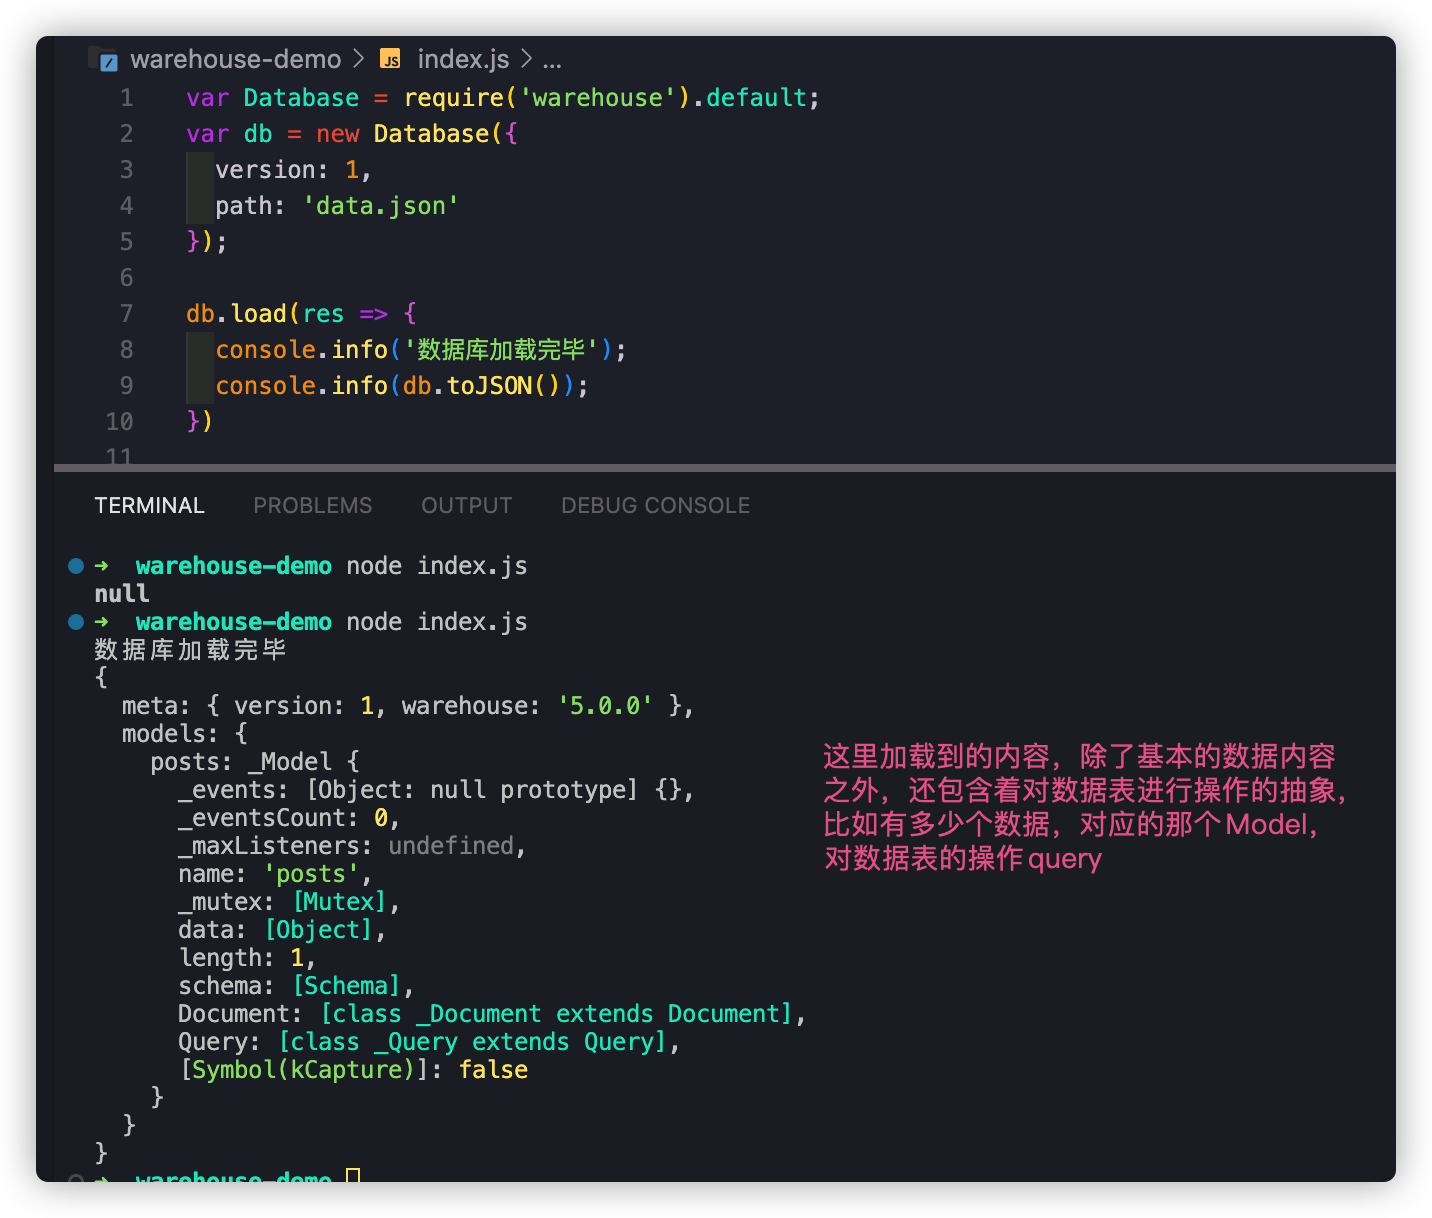 warehouse-demo > JS index.js > ...
1 var Database = require('warehouse').default;
2 var db = new Database({
3 version: 1,
4 path: 'data.json'
5 });
6
7 db.load(res => {
8 console.info('数据库加载完毕');
9 console.info(db.toJSON());
10 })
11
TERMINAL PROBLEMS OUTPUT DEBUG CONSOLE
➜ warehouse-demo node index.js
null
➜ warehouse-demo node index.js
数据库加载完毕
{
meta: { version: 1, warehouse: '5.0.0' },
models: {
posts: _Model {
_events: [Object: null prototype] {},
_eventsCount: 0,
_maxListeners: undefined,
name: 'posts',
_mutex: [Mutex],
data: [Object],
length: 1,
schema: [Schema],
Document: [class _Document extends Document],
Query: [class _Query extends Query],
[Symbol(kCapture)]: false
}
}
}
➜ warehouse-demo
这里加载到的内容，除了基本的数据内容
之外，还包含着对数据表进行操作的抽象，
比如有多少个数据，对应的那个Model，
对数据表的操作query